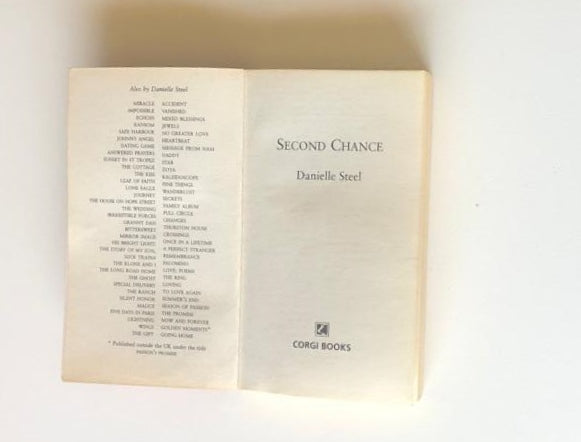 Also by Danielle Steel
MIRACLE
IMPOSSIBLE
ECHOES
RANSOM
SAFE HARBOUR
JOHNNY ANGEL
DATING GAME
ANSWERED PRAYERS
SUNSET IN ST TROPEZ
THE COTTAGE
THE KISS
LEAP OF FAITH
LONE EAGLE
JOURNEY
THE HOUSE ON HOPE STREET
THE WEDDING
IRRESISTIBLE FORCES
GRANNY DAN
BITTERSWEET
MIRROR IMAGE
HIS BRIGHT LIGHT:
THE STORY OF MY SON,
NICK TRAINA
THE KLONE AND I
THE LONG ROAD HOME
THE GHOST
SPECIAL DELIVERY
THE RANCH
SILENT HONOR
MALICE
FIVE DAYS IN PARIS
LIGHTNING
WINGS
THE GIFT
ACCIDENT
VANISHED
MIXED BLESSINGS
JEWELS
NO GREATER LOVE
HEARTBEAT
MESSAGE FROM NAM
DADDY
STAR
ZOYA
KALEIDOSCOPE
FINE THINGS
WANDERLUST
SECRETS
FAMILY ALBUM
FULL CIRCLE
CHANGES
THURSTON HOUSE
CROSSINGS
ONCE IN A LIFETIME
A PERFECT STRANGER
REMEMBRANCE
PALOMINO
LOVE: POEMS
THE RING
LOVING
TO LOVE AGAIN
SUMMER'S END
SEASON OF PASSION
THE PROMISE
NOW AND FOREVER
GOLDEN MOMENTS*
GOING HOME
* Published outside the UK under the title
PASSION'S PROMISE
SECOND CHANCE
Danielle Steel
CORGI BOOKS